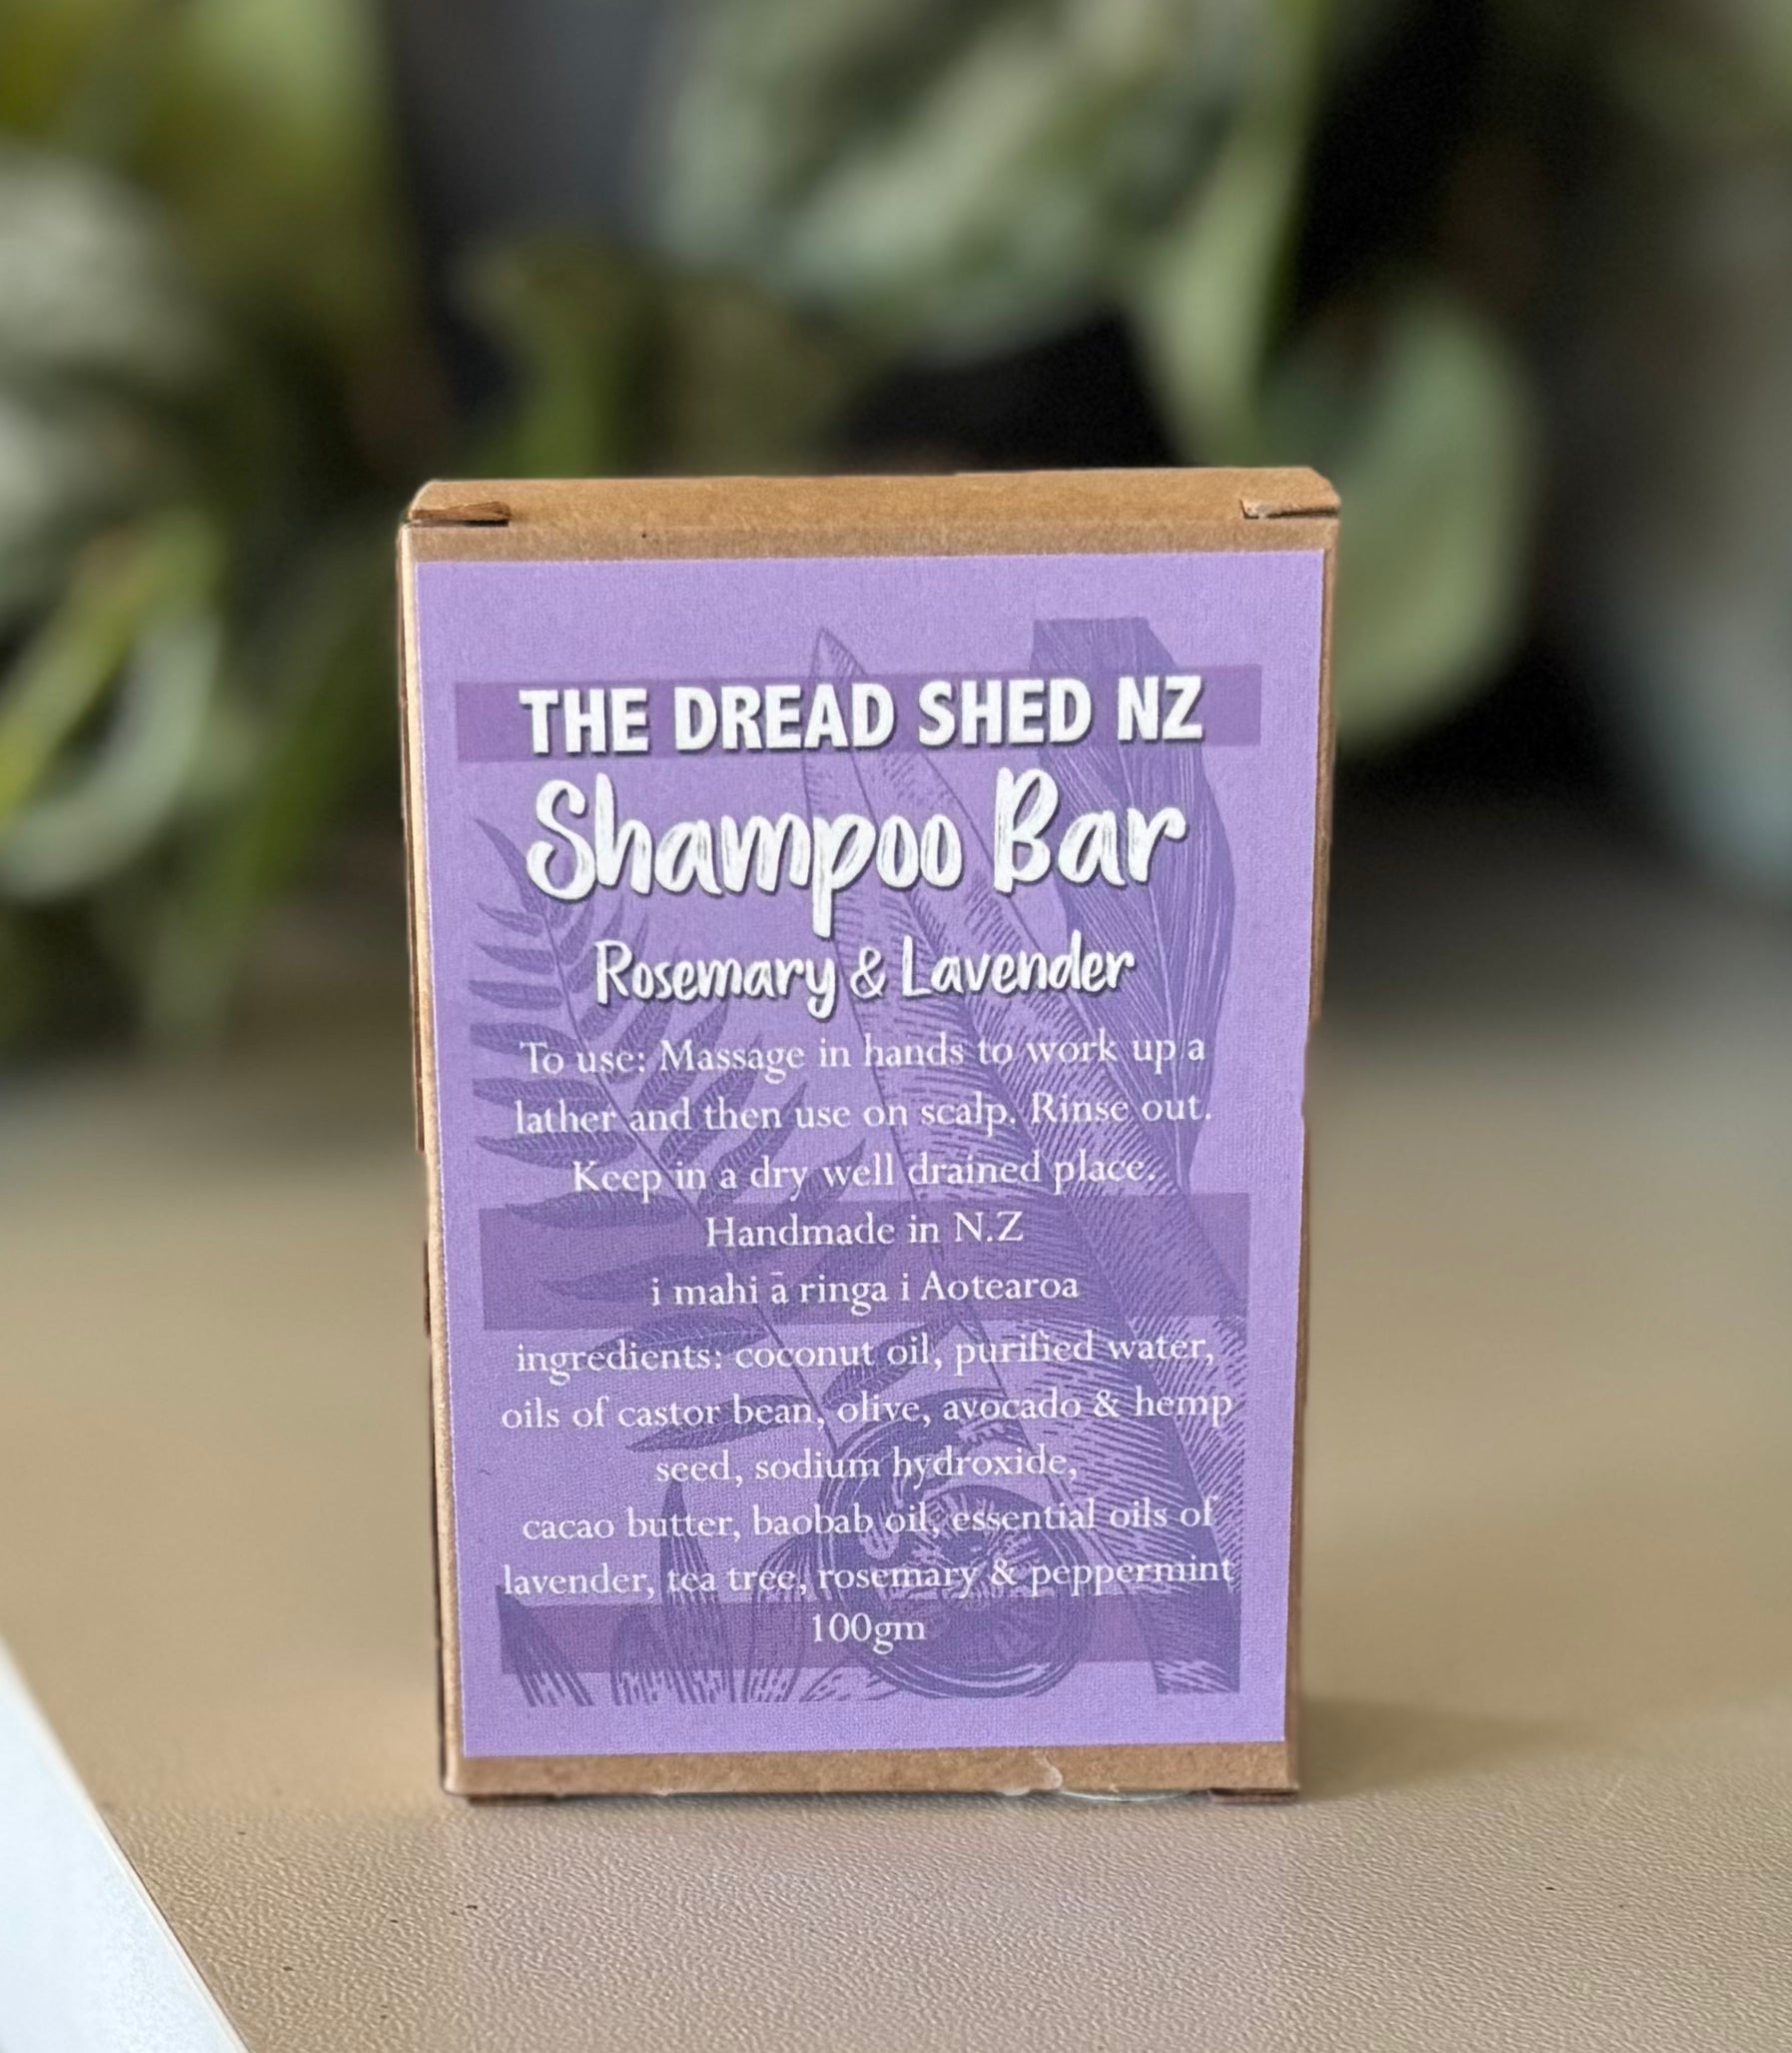 THE DREAD SHED NZ
Shampoo Bar
Rosemary & Lavender
To use: Massage in hands to work up a
lather and then use on scalp. Rinse out.
Keep in a dry well drained place.
Handmade in N.Z
i mahi ā ringa i Aotearoa
ingredients: coconut oil, purified water,
oils of castor bean, olive, avocado & hemp
seed, sodium hydroxide,
cacao butter, baobab oil, essential oils of
lavender, tea tree, rosemary & peppermint
100gm